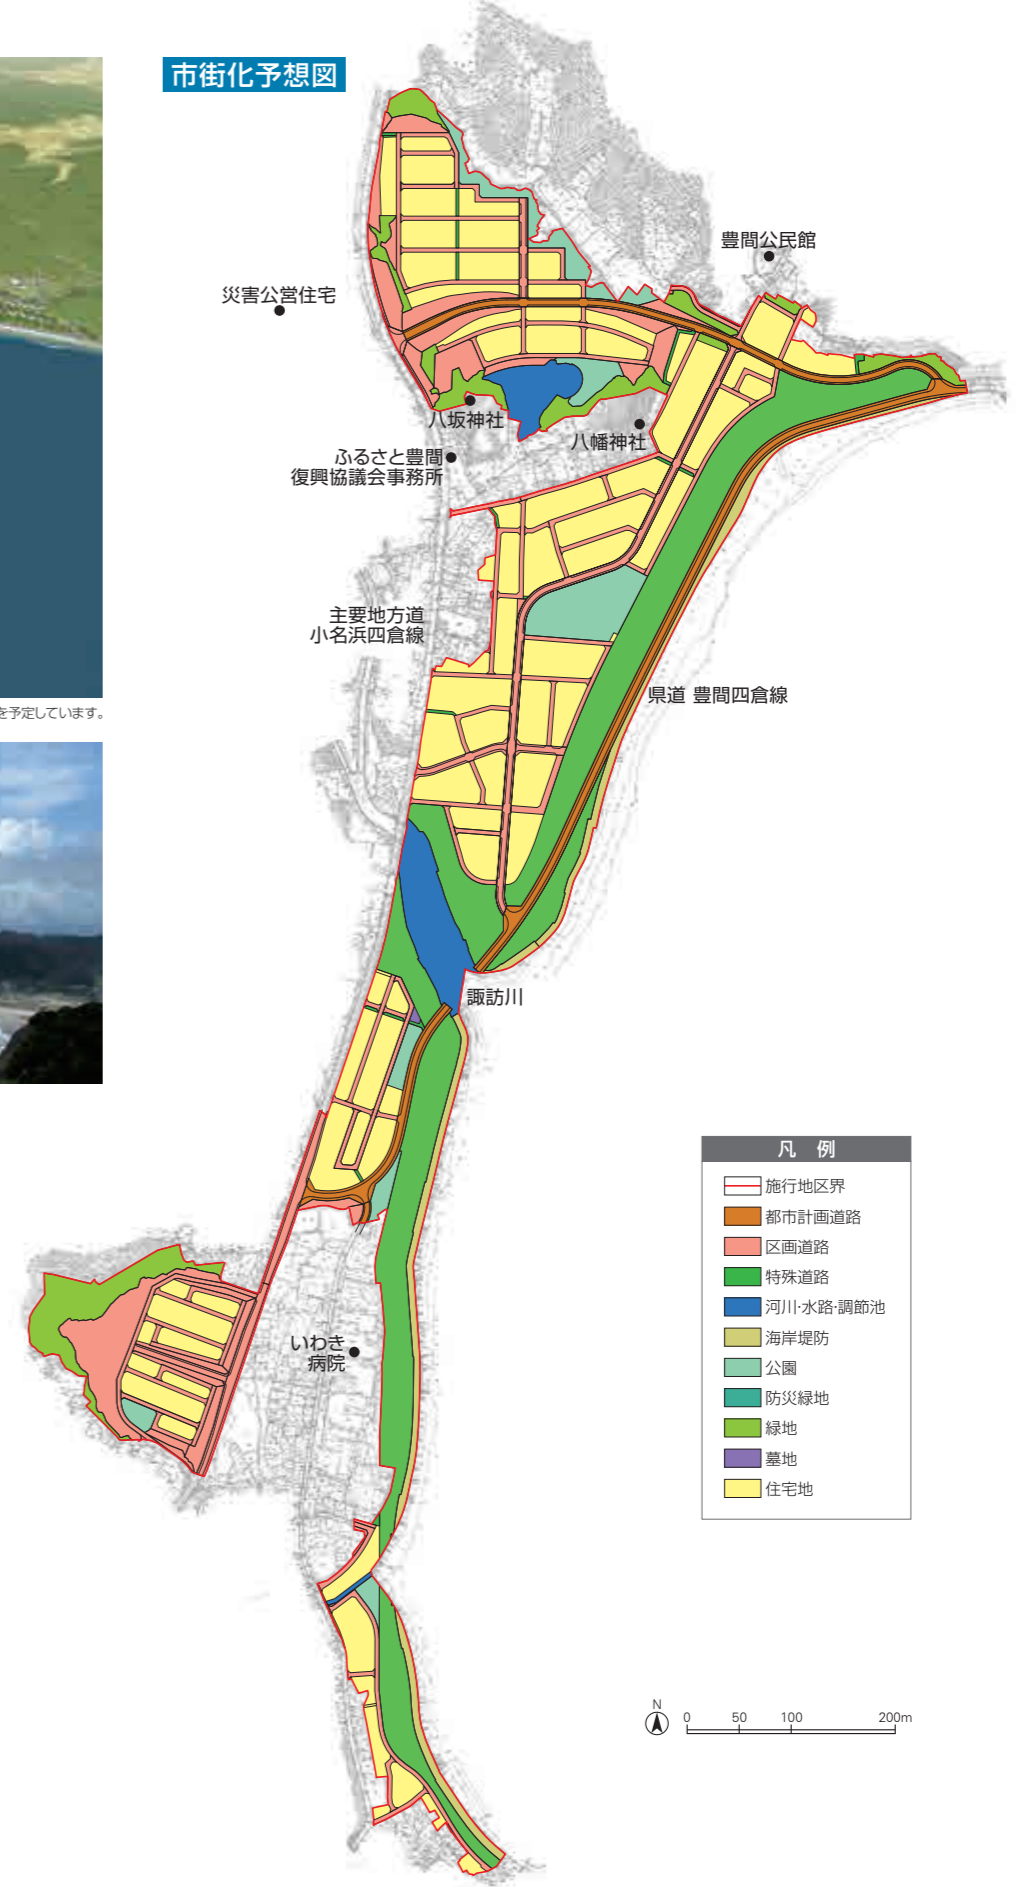 市街化予想図
豊間公民館
災害公営住宅
八坂神社
八幡神社
ふるさと豊間
復興協議会事務所
主要地方道
小名浜四倉線
県道 豊間四倉線
を予定しています。
諏訪川
いわき
病院
凡 例
施行地区界
都市計画道路
区画道路
特殊道路
河川・水路・調節池
海岸堤防
公園
防災緑地
緑地
墓地
住宅地
N
0 50 100 200m